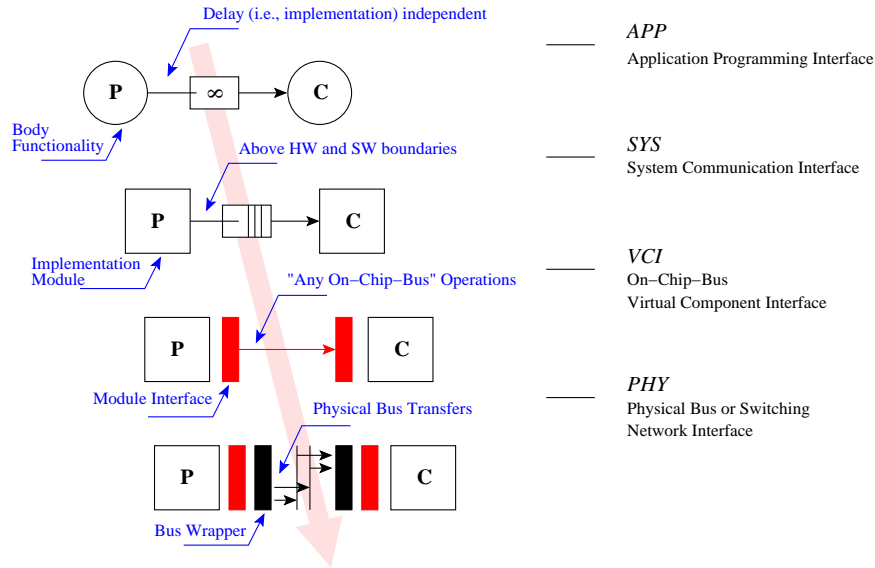 Delay (i.e., implementation) independent
P
∞
C
Body
Functionality
Above HW and SW boundaries
P
C
Implementation
Module
"Any On−Chip−Bus" Operations
P
C
Module Interface
Physical Bus Transfers
P
C
Bus Wrapper
APP
Application Programming Interface
SYS
System Communication Interface
VCI
On−Chip−Bus
Virtual Component Interface
PHY
Physical Bus or Switching
Network Interface